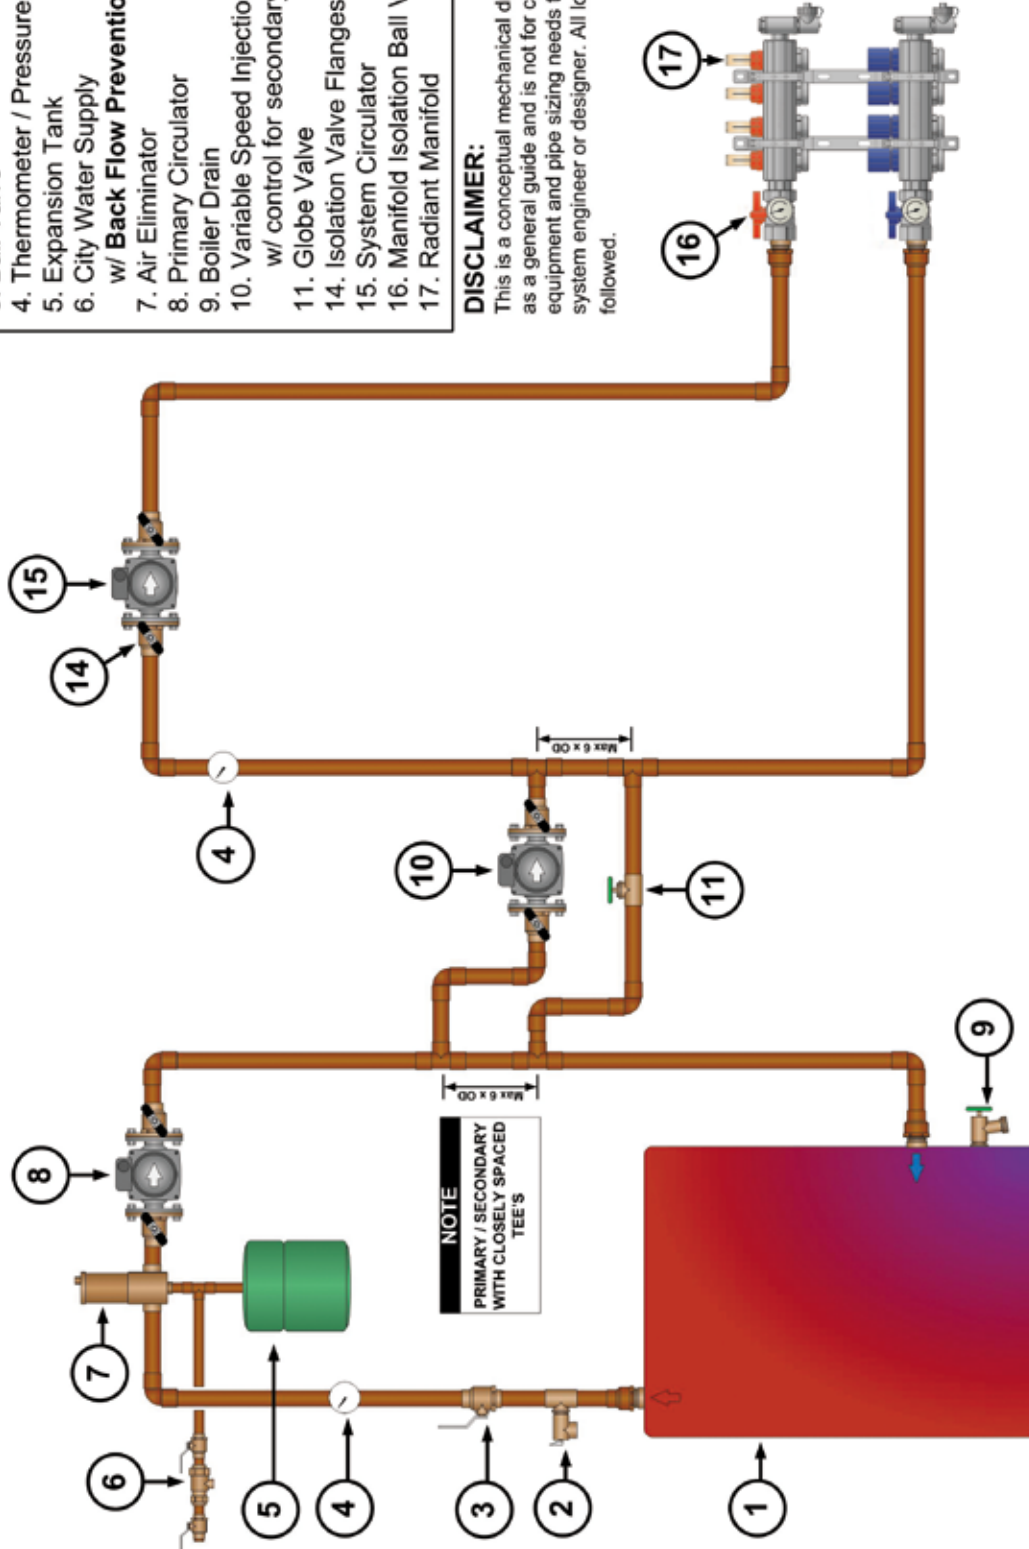 4. Thermometer / Pressure
5. Expansion Tank
6. City Water Supply
w/ Back Flow
7. Air Eliminator
8. Primary Circulator
9. Boiler Drain
10. Variable Speed
w/ control for secondary
11. Globe Valve
14. Isolation Valve Flanges
15. System Circulator
16. Manifold Isolation Ball
17. Radiant Manifold
DISCLAIMER:
This is a conceptual mechanical
as a general guide and is not for
equipment and pipe sizing needs
system engineer or designer. All
followed.
15
14
4
17
16
10
11
Max 6 x OD
8
7
6
5
4
3
2
1
9
Max 6 x OD
NOTE
PRIMARY / SECONDARY
WITH CLOSELY SPACED
TEE'S